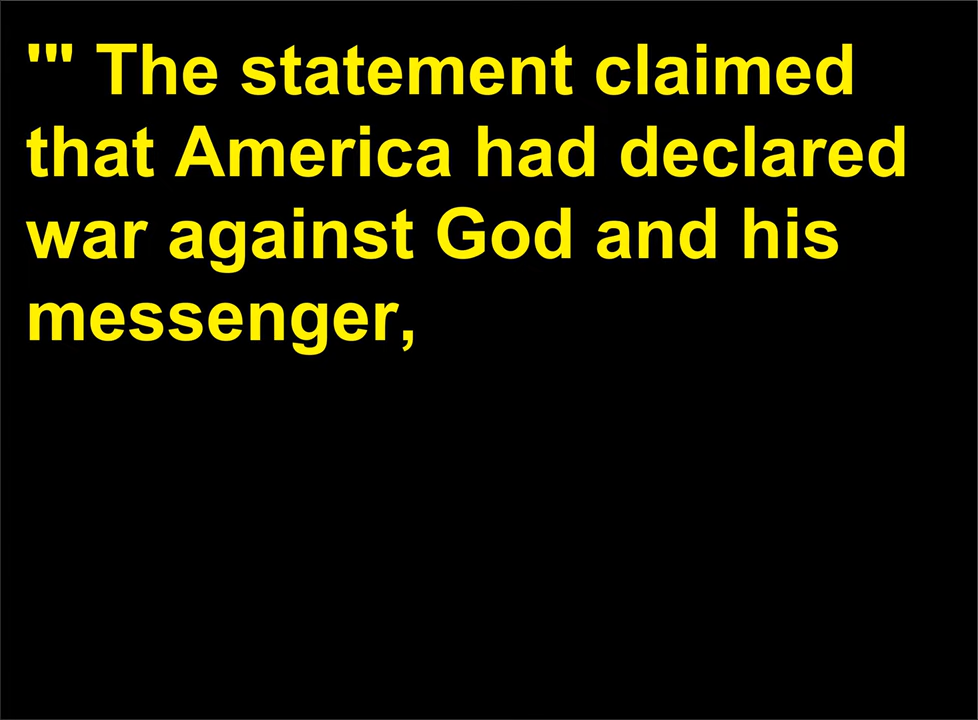 '" The statement claimed
that America had declared
war against God and his
messenger,